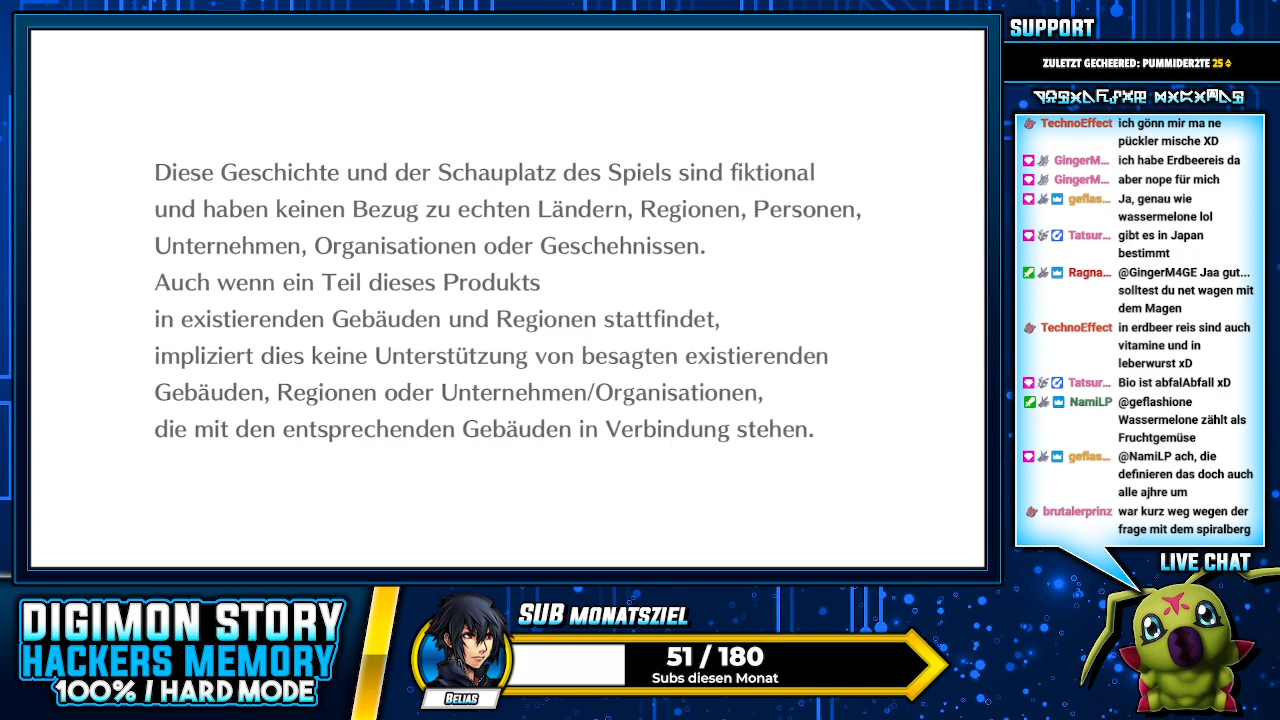 Diese Geschichte und der Schauplatz des Spiels sind fiktional
und haben keinen Bezug zu echten Ländern, Regionen, Personen,
Unternehmen, Organisationen oder Geschehnissen.
Auch wenn ein Teil dieses Produkts
in existierenden Gebäuden und Regionen stattfindet,
impliziert dies keine Unterstützung von besagten existierenden
Gebäuden, Regionen oder Unternehmen/Organisationen,
die mit den entsprechenden Gebäuden in Verbindung stehen.
SUPPORT
ZULETZT GECHEERED: PUMMIDER2TE 25
TechnoEffect ich gönn mir ma ne
pückler mische XD
GingerM... ich habe Erdbeereis da
GingerM... aber nope für mich
geflas... Ja, genau wie
wassermelone lol
Tatsur... gibt es in Japan
bestimmt
Ragna... @GingerM4GE Jaa gut...
solltest du net wagen mit
dem Magen
TechnoEffect in erdbeer reis sind auch
vitamine und in
leberwurst xD
Tatsur... Bio ist abfalAbfall xD
NamiLP @geflashione
Wassermelone zählt als
Fruchtgemüse
geflas... @NamiLP ach, die
definieren das doch auch
alle ajhre um
brutalerprinz war kurz weg wegen der
frage mit dem spiralberg
LIVE CHAT
DIGIMON STORY
HACKERS MEMORY
100% / HARD MODE
BELIAS
SUB MONATSZIEL
51 / 180
Subs diesen Monat